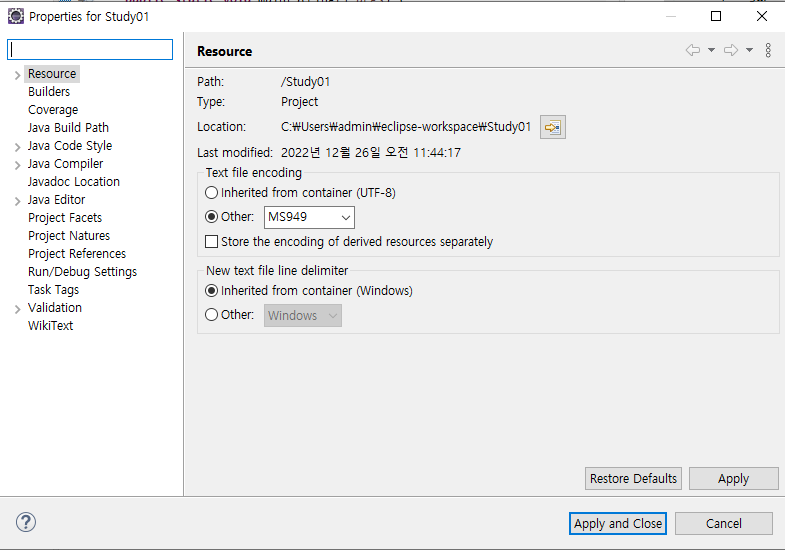 Properties for Study01
Resource
Builders
Coverage
Java Build Path
Java Code Style
Java Compiler
Javadoc Location
Java Editor
Project Facets
Project Natures
Project References
Run/Debug Settings
Task Tags
Validation
WikiText
Resource
Path: /Study01
Type: Project
Location: C:₩Users₩admin₩eclipse-workspace₩Study01
Last modified: 2022년 12월 26일 오전 11:44:17
Text file encoding
Inherited from container (UTF-8)
Other: MS949
Store the encoding of derived resources separately
New text file line delimiter
Inherited from container (Windows)
Other: Windows
Restore Defaults Apply
? Apply and Close Cancel